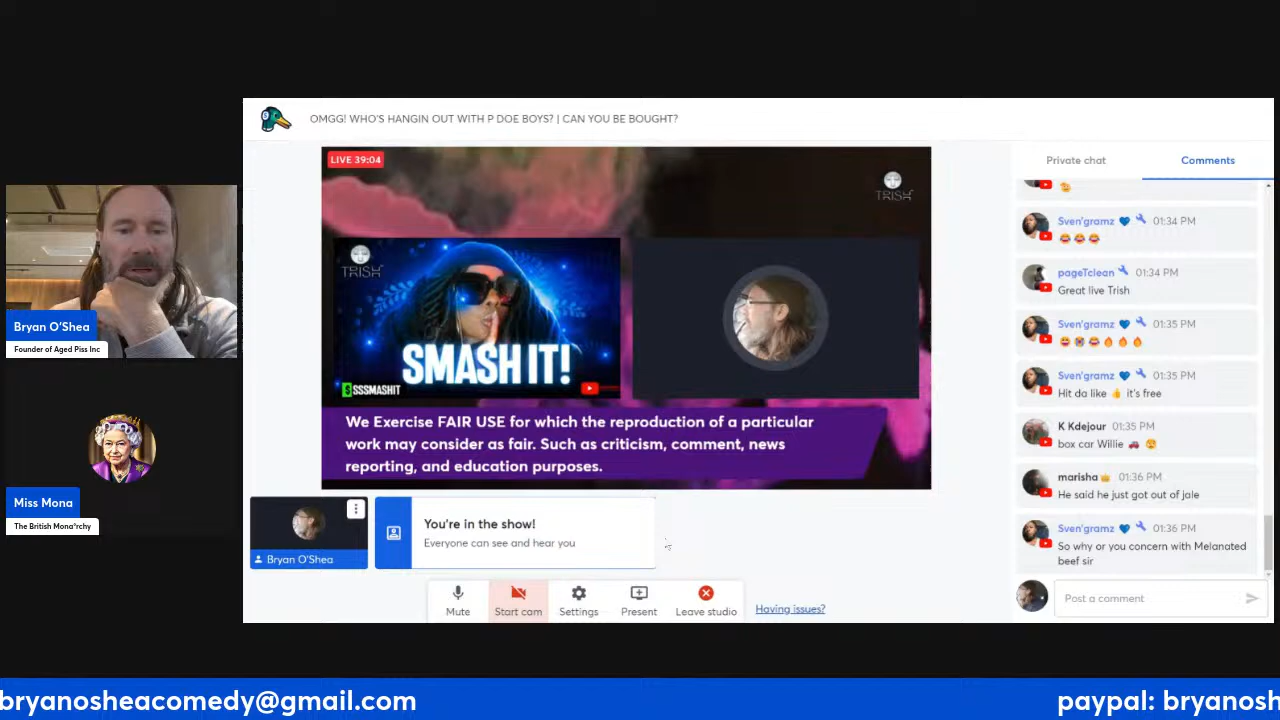 OMGG! WHO'S HANGIN OUT WITH P DOE BOYS? | CAN YOU BE BOUGHT?
LIVE 39:04
TRISH
TRISH
SMASH IT!
$SSSMASHIT
We Exercise FAIR USE for which the reproduction of a particular
work may consider as fair. Such as criticism, comment, news
reporting, and education purposes.
Bryan O'Shea
Founder of Aged Piss Inc
Miss Mona
The British Mona*rchy
Bryan O'Shea
You're in the show!
Everyone can see and hear you
Mute
Start cam
Settings
Present
Leave studio
Having issues?
Private chat
Comments
Sven'gramz 01:34 PM
pageTclean 01:34 PM
Great live Trish
Sven'gramz 01:35 PM
Sven'gramz 01:35 PM
Hit da like 👍 it's free
K Kdejour 01:35 PM
box car Willie
marisha 01:36 PM
He said he just got out of jale
Sven'gramz 01:36 PM
So why or you concern with Melanated
beef sir
Post a comment
bryanosheacomedy@gmail.com
paypal: bryanosh